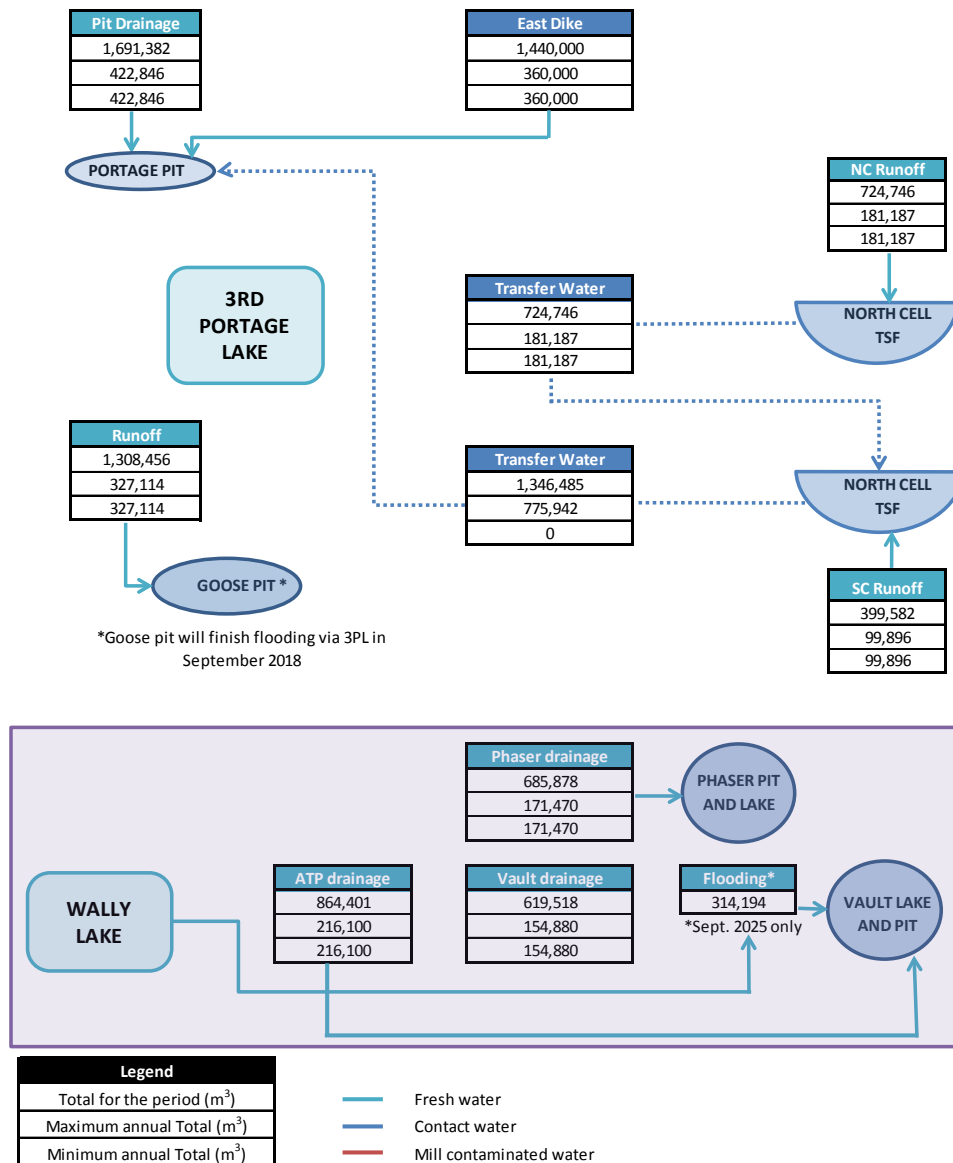 Pit Drainage
1,691,382
422,846
422,846
East Dike
1,440,000
360,000
360,000
PORTAGE PIT
NC Runoff
724,746
181,187
181,187
3RD
PORTAGE
LAKE
Transfer Water
724,746
181,187
181,187
NORTH CELL
TSF
Runoff
1,308,456
327,114
327,114
Transfer Water
1,346,485
775,942
0
NORTH CELL
TSF
GOOSE PIT *
*Goose pit will finish flooding via 3PL in
September 2018
SC Runoff
399,582
99,896
99,896
Phaser drainage
685,878
171,470
171,470
PHASER PIT
AND LAKE
WALLY
LAKE
ATP drainage
864,401
216,100
216,100
Vault drainage
619,518
154,880
154,880
Flooding*
314,194
*Sept. 2025 only
VAULT LAKE
AND PIT
Legend
Total for the period (m³)
Maximum annual Total (m³)
Minimum annual Total (m³)
Fresh water
Contact water
Mill contaminated water